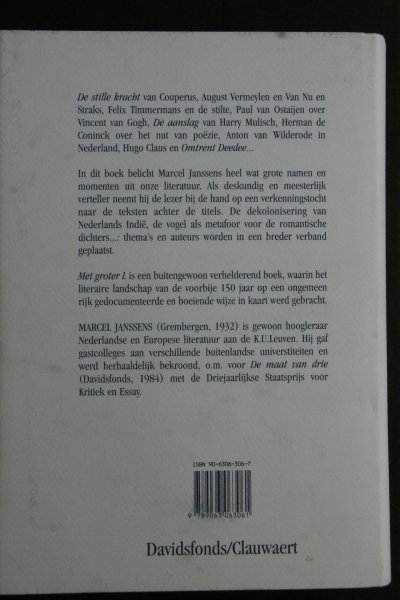 De stille kracht van Couperus, August Vermeylen en Van Nu en
Straks, Felix Timmermans en de stilte, Paul van Ostaijen over
Vincent van Gogh, De aanslag van Harry Mulisch, Herman de
Coninck over het nut van poëzie, Anton van Wilderode in
Nederland, Hugo Claus en Omtrent Deedee...
In dit boek belicht Marcel Janssens heel wat grote namen en
momenten uit onze literatuur. Als deskundig en meesterlijk
verteller neemt hij de lezer bij de hand op een verkenningstocht
naar de teksten achter de titels. De dekolonisering van
Nederlands Indië, de vogel als metafoor voor de romantische
dichters...: thema's en auteurs worden in een breder verband
geplaatst.
Met groter L is een buitengewoon verhelderend boek, waarin het
literaire landschap van de voorbije 150 jaar op een ongemeen
rijk gedocumenteerde en boeiende wijze in kaart werd gebracht.
MARCEL JANSSENS (Grembergen, 1932) is gewoon hoogleraar
Nederlandse en Europese literatuur aan de K.U.Leuven. Hij gaf
gastcolleges aan verschillende buitenlandse universiteiten en
werd herhaaldelijk bekroond, o.m. voor De maat van drie
(Davidsfonds, 1984) met de Driejaarlijkse Staatsprijs voor
Kritiek en Essay.
ISBN 90-6306-306-7
9 789063 063061
Davidsfonds/Clauwaert